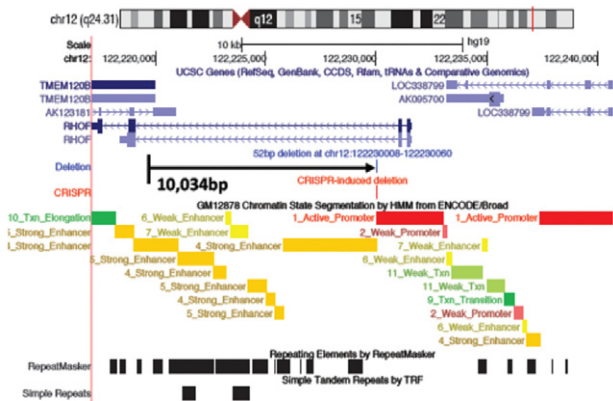 chr12 (q24.31) q12 15 22
Scale 10 kb hg19
chr12: 122,220,000 122,225,000 122,230,000 122,235,000 122,240,000
UCSC Genes (RefSeq, GenBank, CCDS, Rfam, tRNAs & Comparative Genomics)
TMEM120B LOC338799
TMEM120B AK095700
AK123181 LOC338799
RHOF
RHOF
52bp deletion at chr12:122230008-122230060
Deletion
CRISPR-induced deletion
CRISPR
10,034bp
GM12878 Chromatin State Segmentation by HMM from ENCODE/Broad
10_Txn_Elongation 6_Weak_Enhancer 1_Active_Promoter 1_Active_Promoter
_Strong_Enhancer 7_Weak_Enhancer 2_Weak_Promoter
_Strong_Enhancer 4_Strong_Enhancer 7_Weak_Enhancer
5_Strong_Enhancer 6_Weak_Enhancer
4_Strong_Enhancer 11_Weak_Txn
5_Strong_Enhancer 11_Weak_Txn
4_Strong_Enhancer 9_Txn_Transition
5_Strong_Enhancer 2_Weak_Promoter
6_Weak_Enhancer
4_Strong_Enhancer
Repeating Elements by RepeatMasker
RepeatMasker
Simple Tandem Repeats by TRF
Simple Repeats